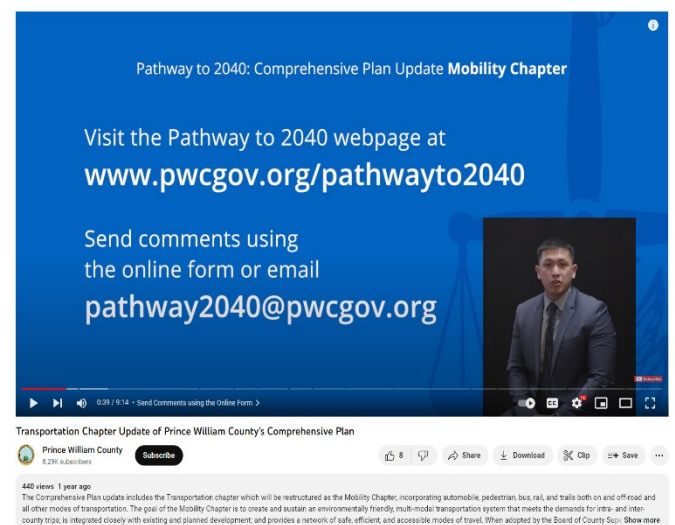 Pathway to 2040: Comprehensive Plan Update Mobility Chapter
Visit the Pathway to 2040 webpage at
www.pwcgov.org/pathwayto2040
Send comments using
the online form or email
pathway2040@pwcgov.org
Subscribe
0:39 / 9:14 • Send Comments using the Online Form >
CC
Transportation Chapter Update of Prince William County's Comprehensive Plan
Prince William County
8.29K subscribers
Subscribe
8
Share
Download
Clip
Save
440 views 1 year ago
The Comprehensive Plan update includes the Transportation chapter which will be restructured as the Mobility Chapter, incorporating automobile, pedestrian, bus, rail, and trails both on and off-road and
all other modes of transportation. The goal of the Mobility Chapter is to create and sustain an environmentally friendly, multi-modal transportation system that meets the demands for intra- and inter-
county trips; is integrated closely with existing and planned development; and provides a network of safe, efficient, and accessible modes of travel. When adopted by the Board of County Sup Show more